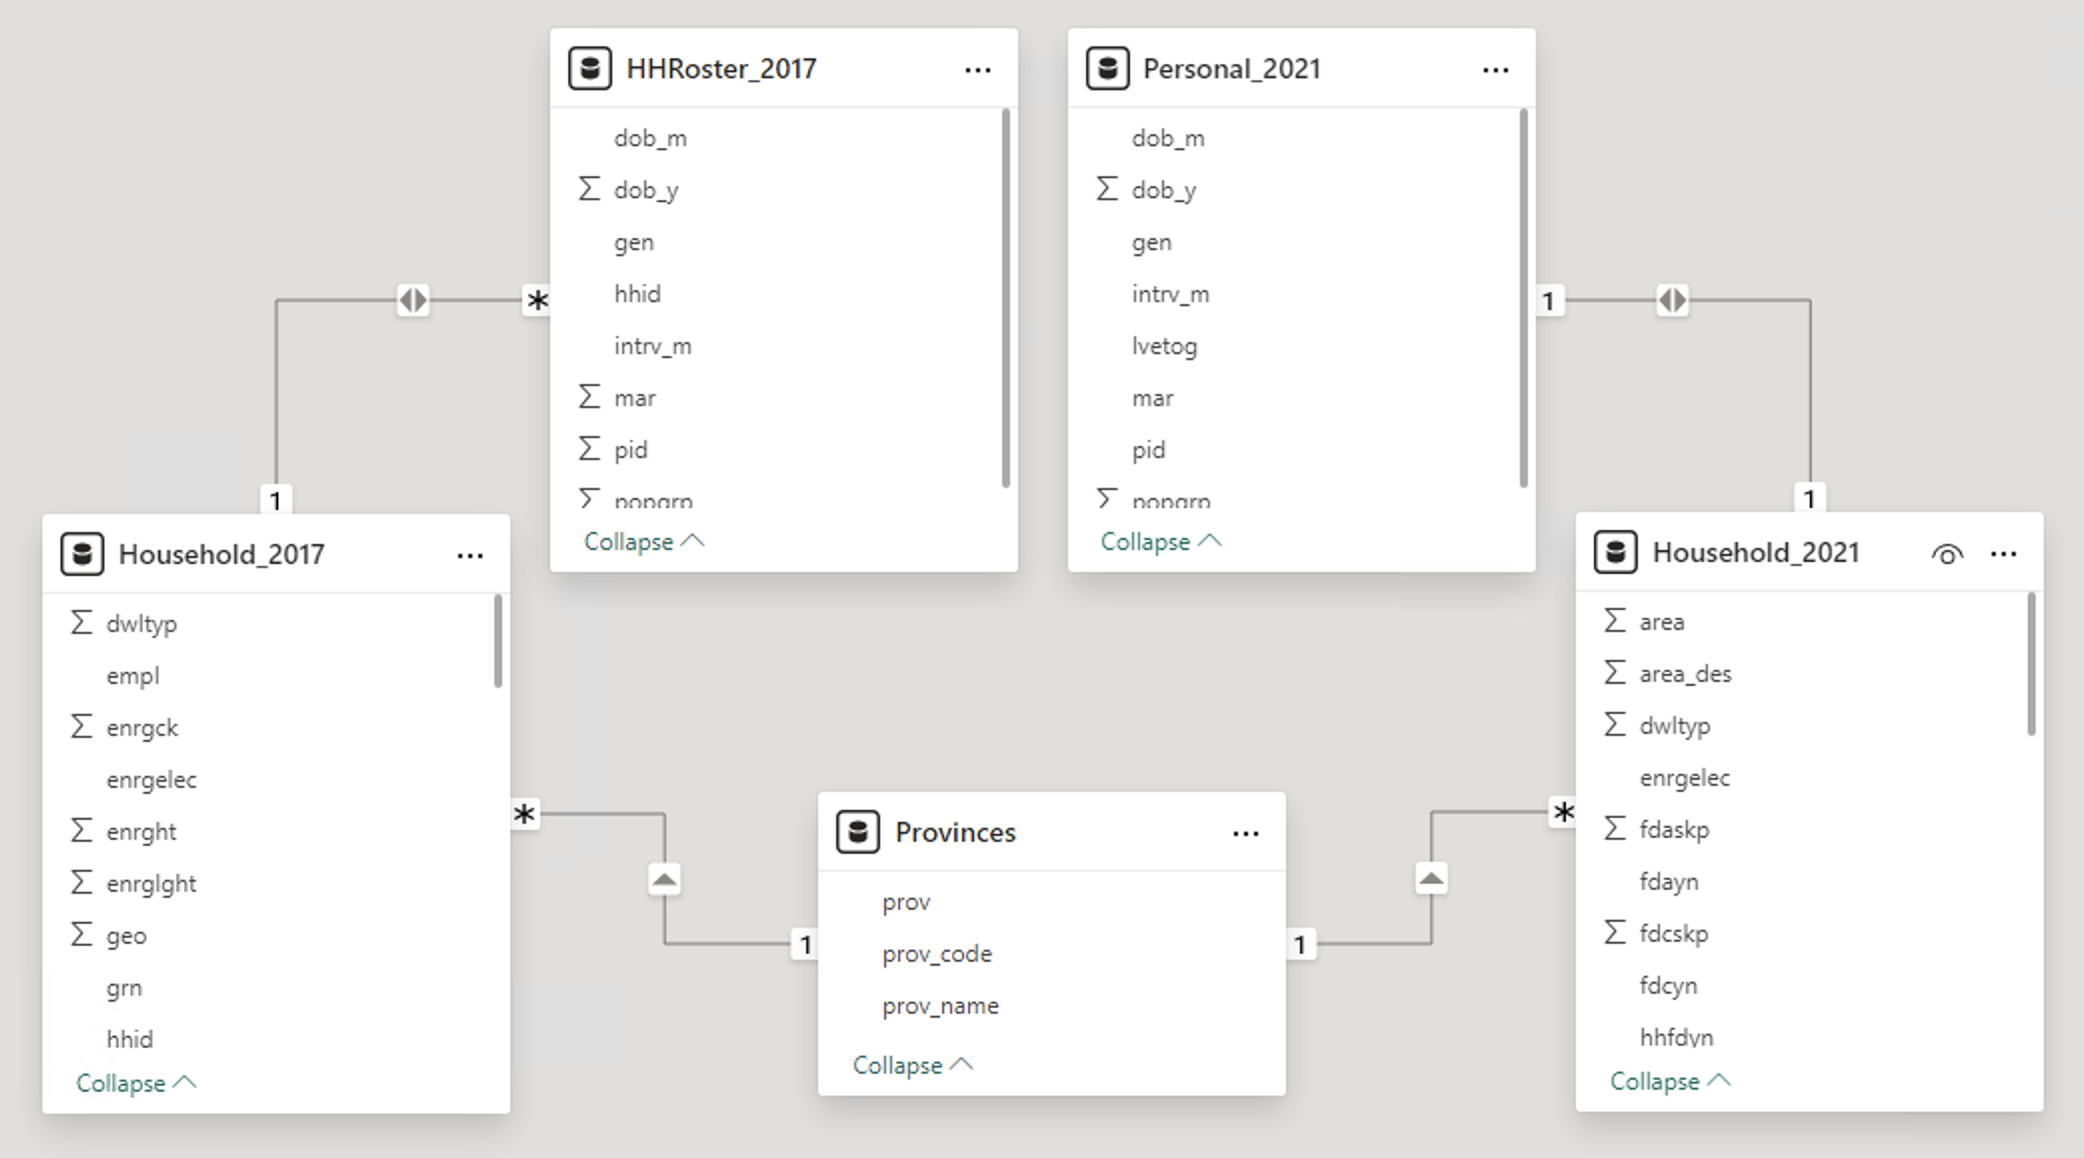 HHRoster_2017
dob_m
dob_y
gen
hhid
intrv_m
mar
pid
popgrp
Collapse
Personal_2021
dob_m
dob_y
gen
intrv_m
lvetog
mar
pid
popgrp
Collapse
*
1
1
1
Household_2017
dwltyp
empl
enrgck
enrgelec
enrght
enrglght
geo
grn
hhid
Collapse
Household_2021
area
area_des
dwltyp
enrgelec
fdaskp
fdayn
fdcskp
fdcyn
hhfdyn
Collapse
*
1
1
*
Provinces
prov
prov_code
prov_name
Collapse